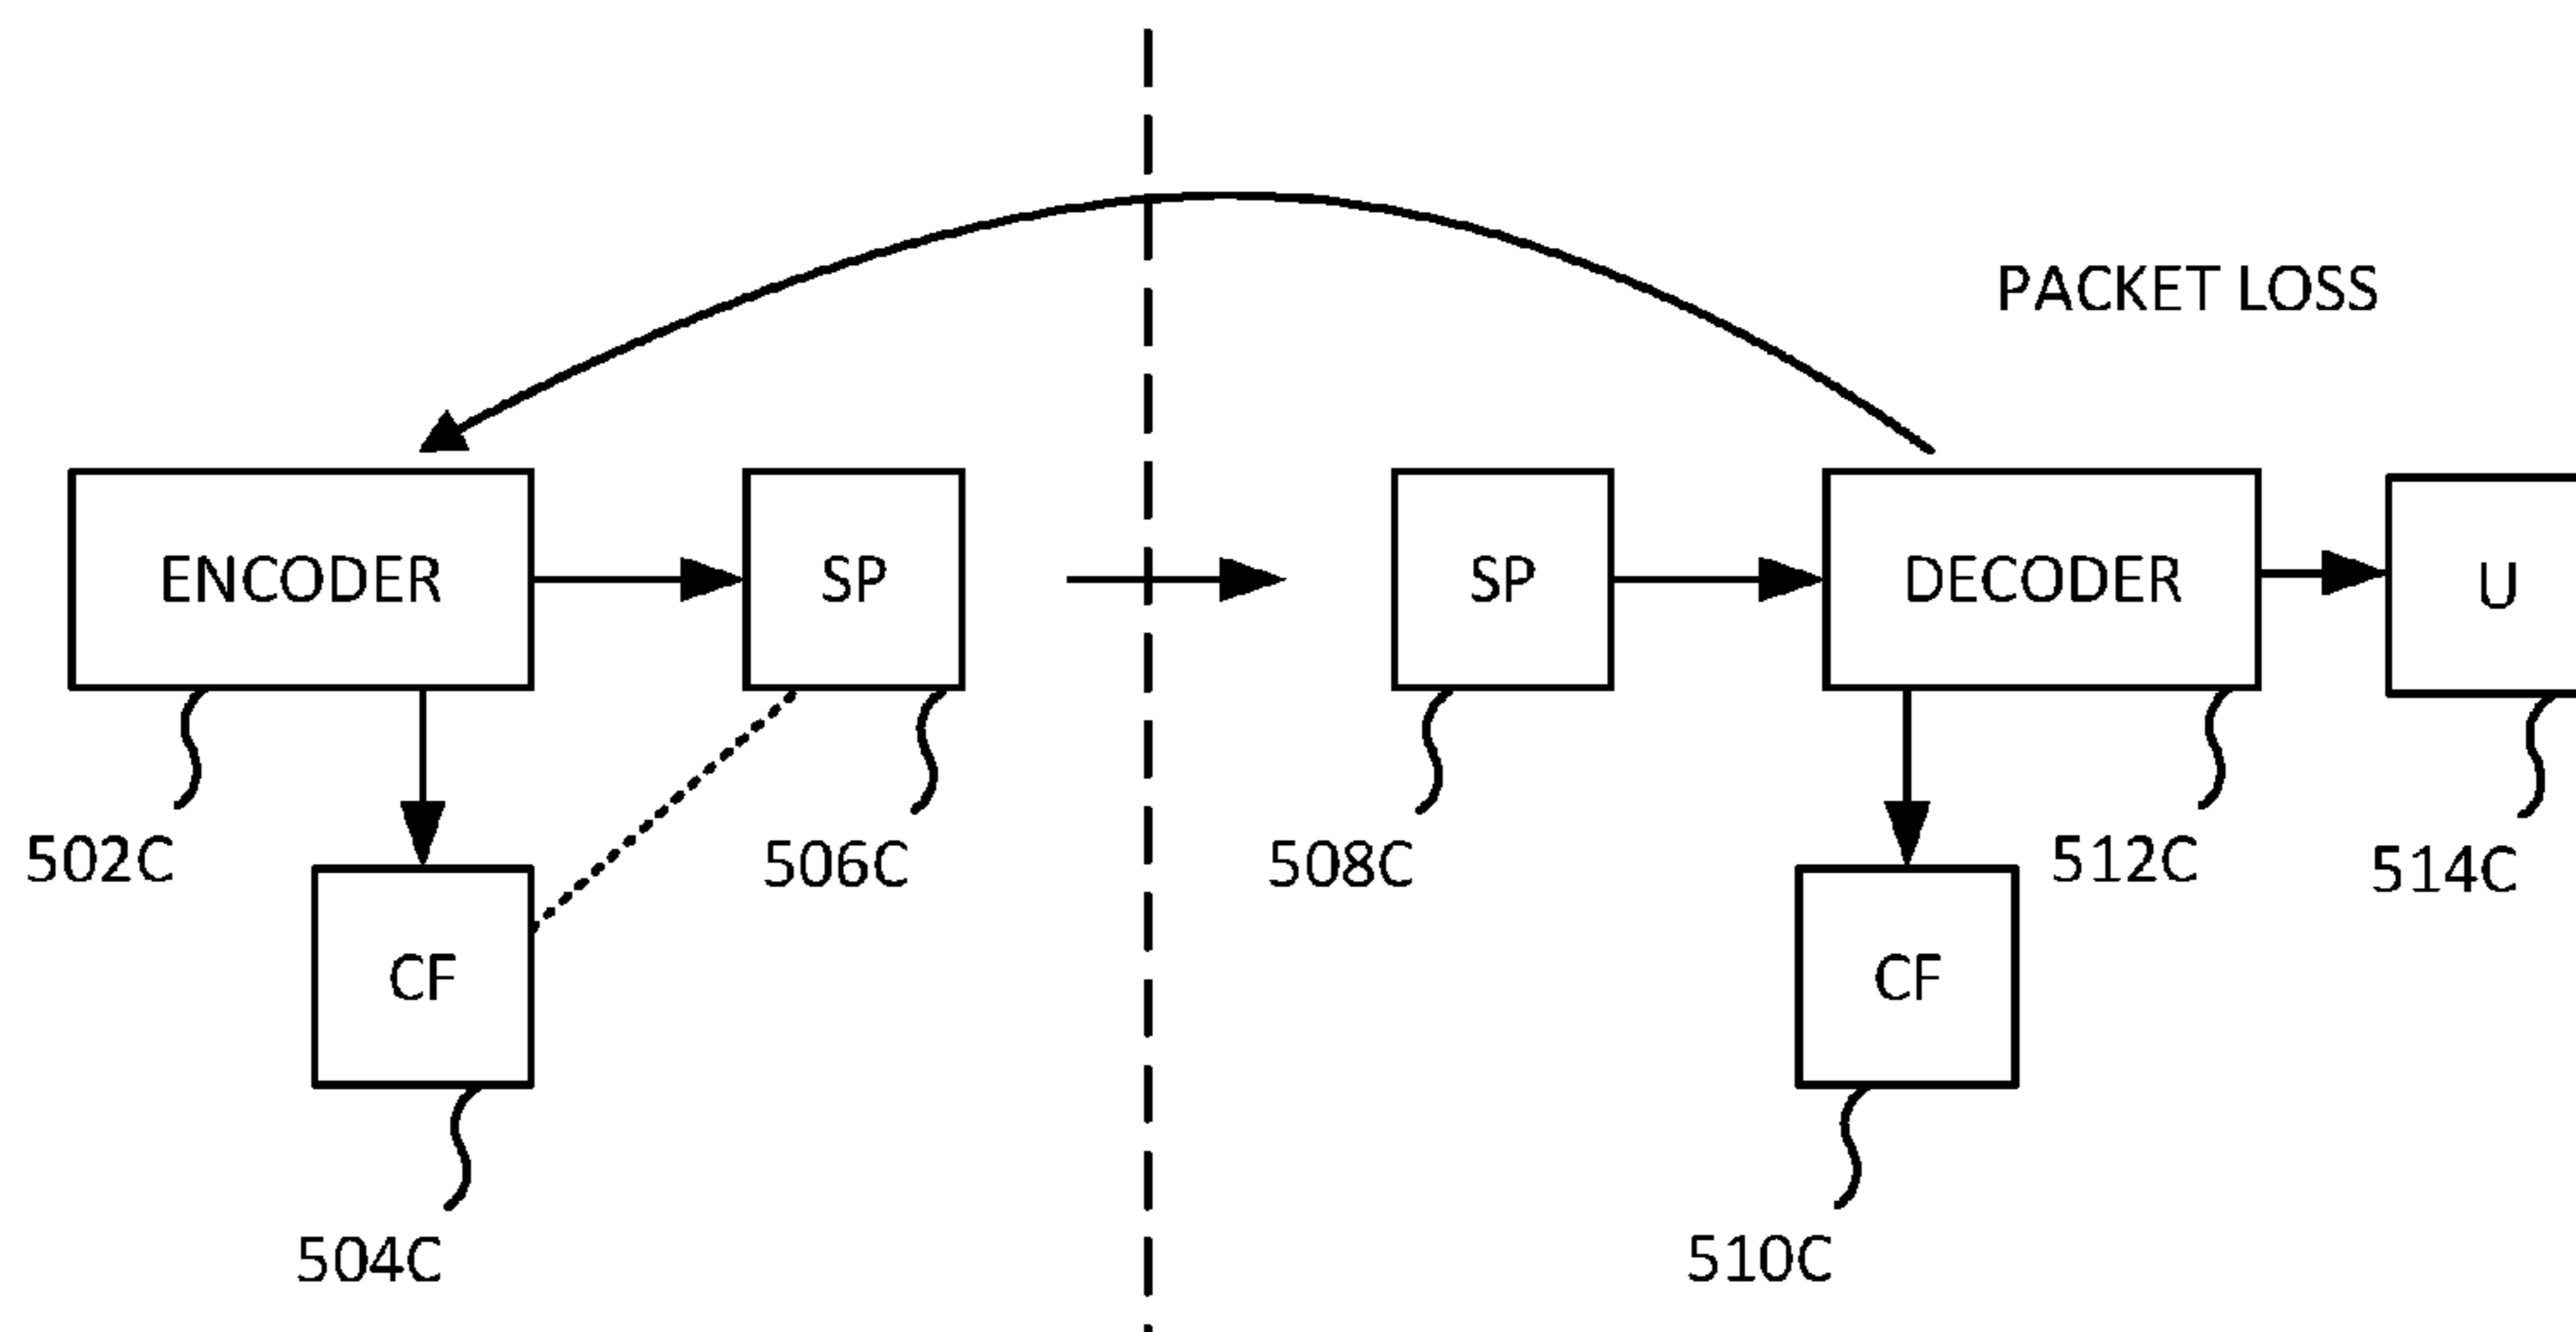 PACKET LOSS
ENCODER
SP
SP
DECODER
U
502C
506C
508C
512C
514C
CF
CF
504C
510C